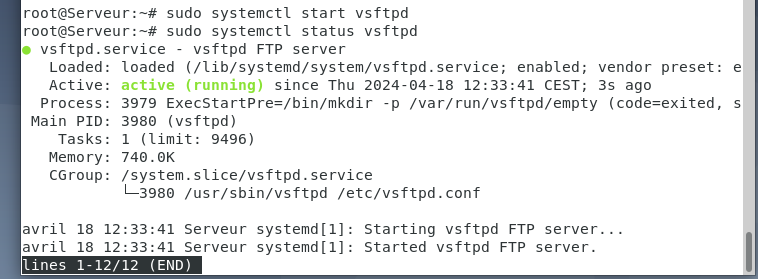 root@Serveur:~# sudo systemctl start vsftpd
root@Serveur:~# sudo systemctl status vsftpd
● vsftpd.service - vsftpd FTP server
   Loaded: loaded (/lib/systemd/system/vsftpd.service; enabled; vendor preset: e
   Active: active (running) since Thu 2024-04-18 12:33:41 CEST; 3s ago
  Process: 3979 ExecStartPre=/bin/mkdir -p /var/run/vsftpd/empty (code=exited, s
 Main PID: 3980 (vsftpd)
    Tasks: 1 (limit: 9496)
   Memory: 740.0K
   CGroup: /system.slice/vsftpd.service
           └─3980 /usr/sbin/vsftpd /etc/vsftpd.conf

avril 18 12:33:41 Serveur systemd[1]: Starting vsftpd FTP server...
avril 18 12:33:41 Serveur systemd[1]: Started vsftpd FTP server.
lines 1-12/12 (END)